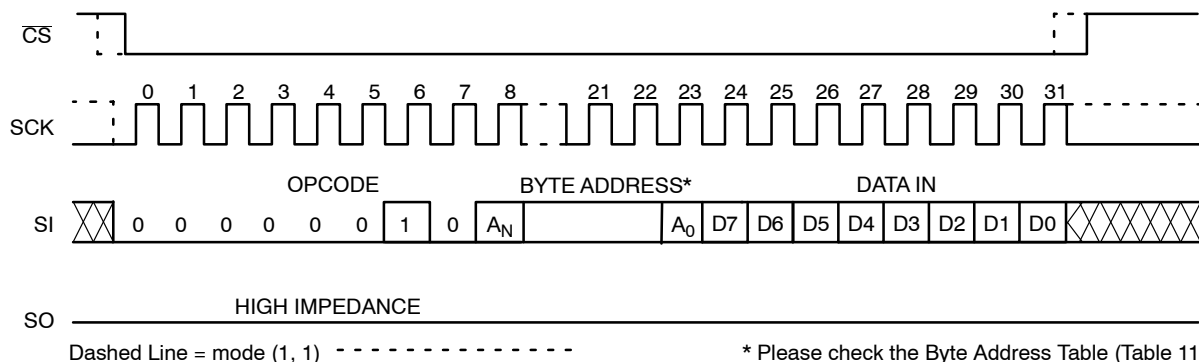 CS
0 1 2 3 4 5 6 7 8 21 22 23 24 25 26 27 28 29 30 31
SCK
OPCODE BYTE ADDRESS* DATA IN
SI 0 0 0 0 0 0 1 0 AN A0 D7 D6 D5 D4 D3 D2 D1 D0
HIGH IMPEDANCE
SO
Dashed Line = mode (1, 1) * Please check the Byte Address Table (Table 11